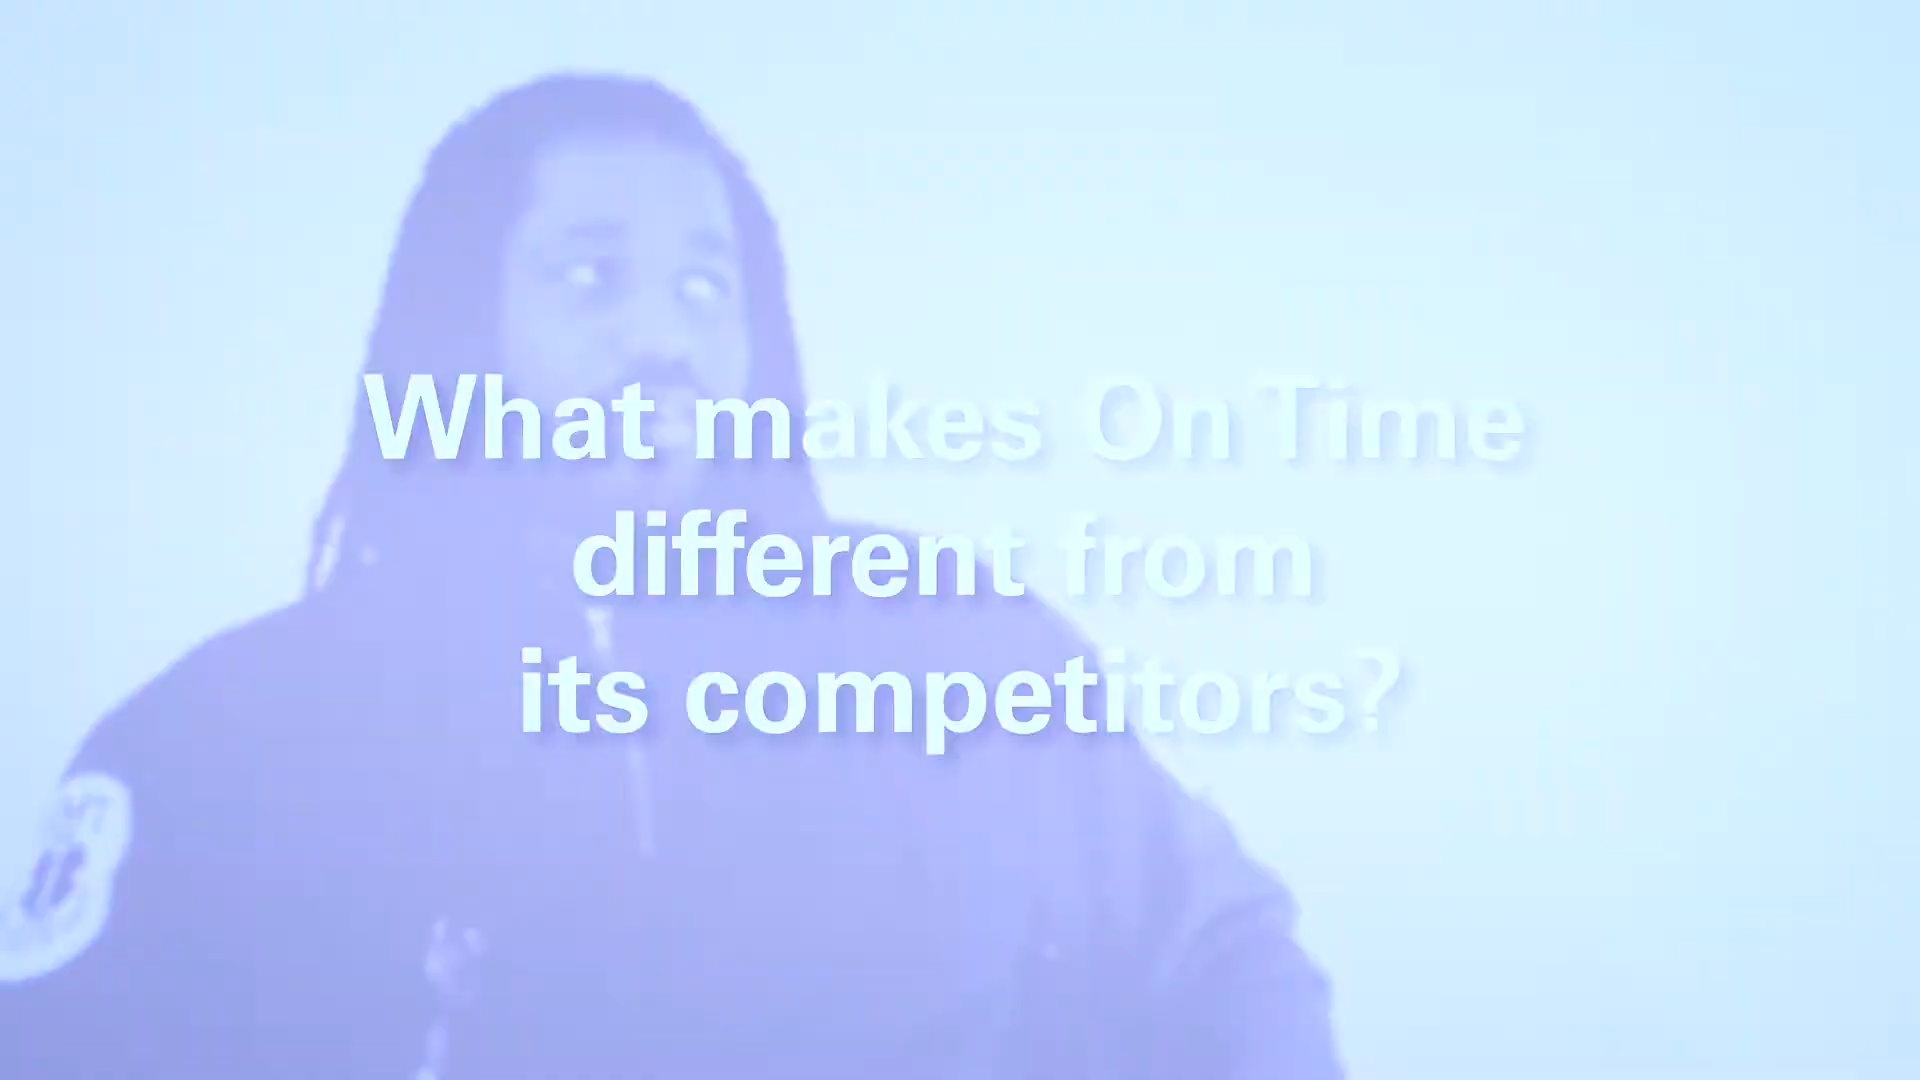 What makes On Time
different from
its competitors?